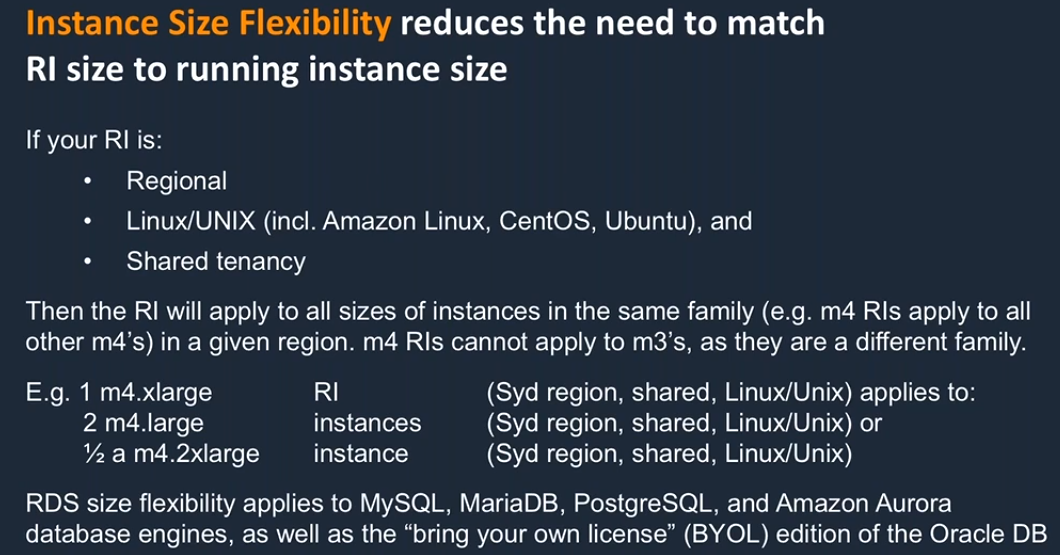 Instance Size Flexibility reduces the need to match
RI size to running instance size
If your RI is:
• Regional
• Linux/UNIX (incl. Amazon Linux, CentOS, Ubuntu), and
• Shared tenancy
Then the RI will apply to all sizes of instances in the same family (e.g. m4 RIs apply to all
other m4's) in a given region. m4 RIs cannot apply to m3's, as they are a different family.
E.g. 1 m4.xlarge RI (Syd region, shared, Linux/Unix) applies to:
2 m4.large instances (Syd region, shared, Linux/Unix) or
½ a m4.2xlarge instance (Syd region, shared, Linux/Unix)
RDS size flexibility applies to MySQL, MariaDB, PostgreSQL, and Amazon Aurora
database engines, as well as the “bring your own license” (BYOL) edition of the Oracle DB